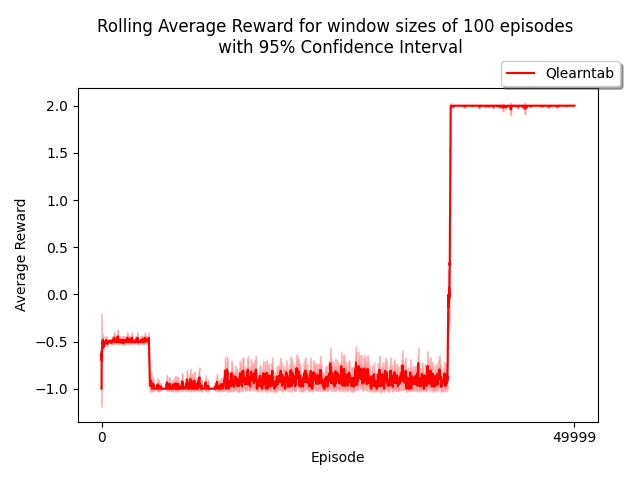 Rolling Average Reward for window sizes of 100 episodes
with 95% Confidence Interval
Qlearntab
2.0
1.5
1.0
0.5
0.0
−0.5
−1.0
Average Reward
0
49999
Episode